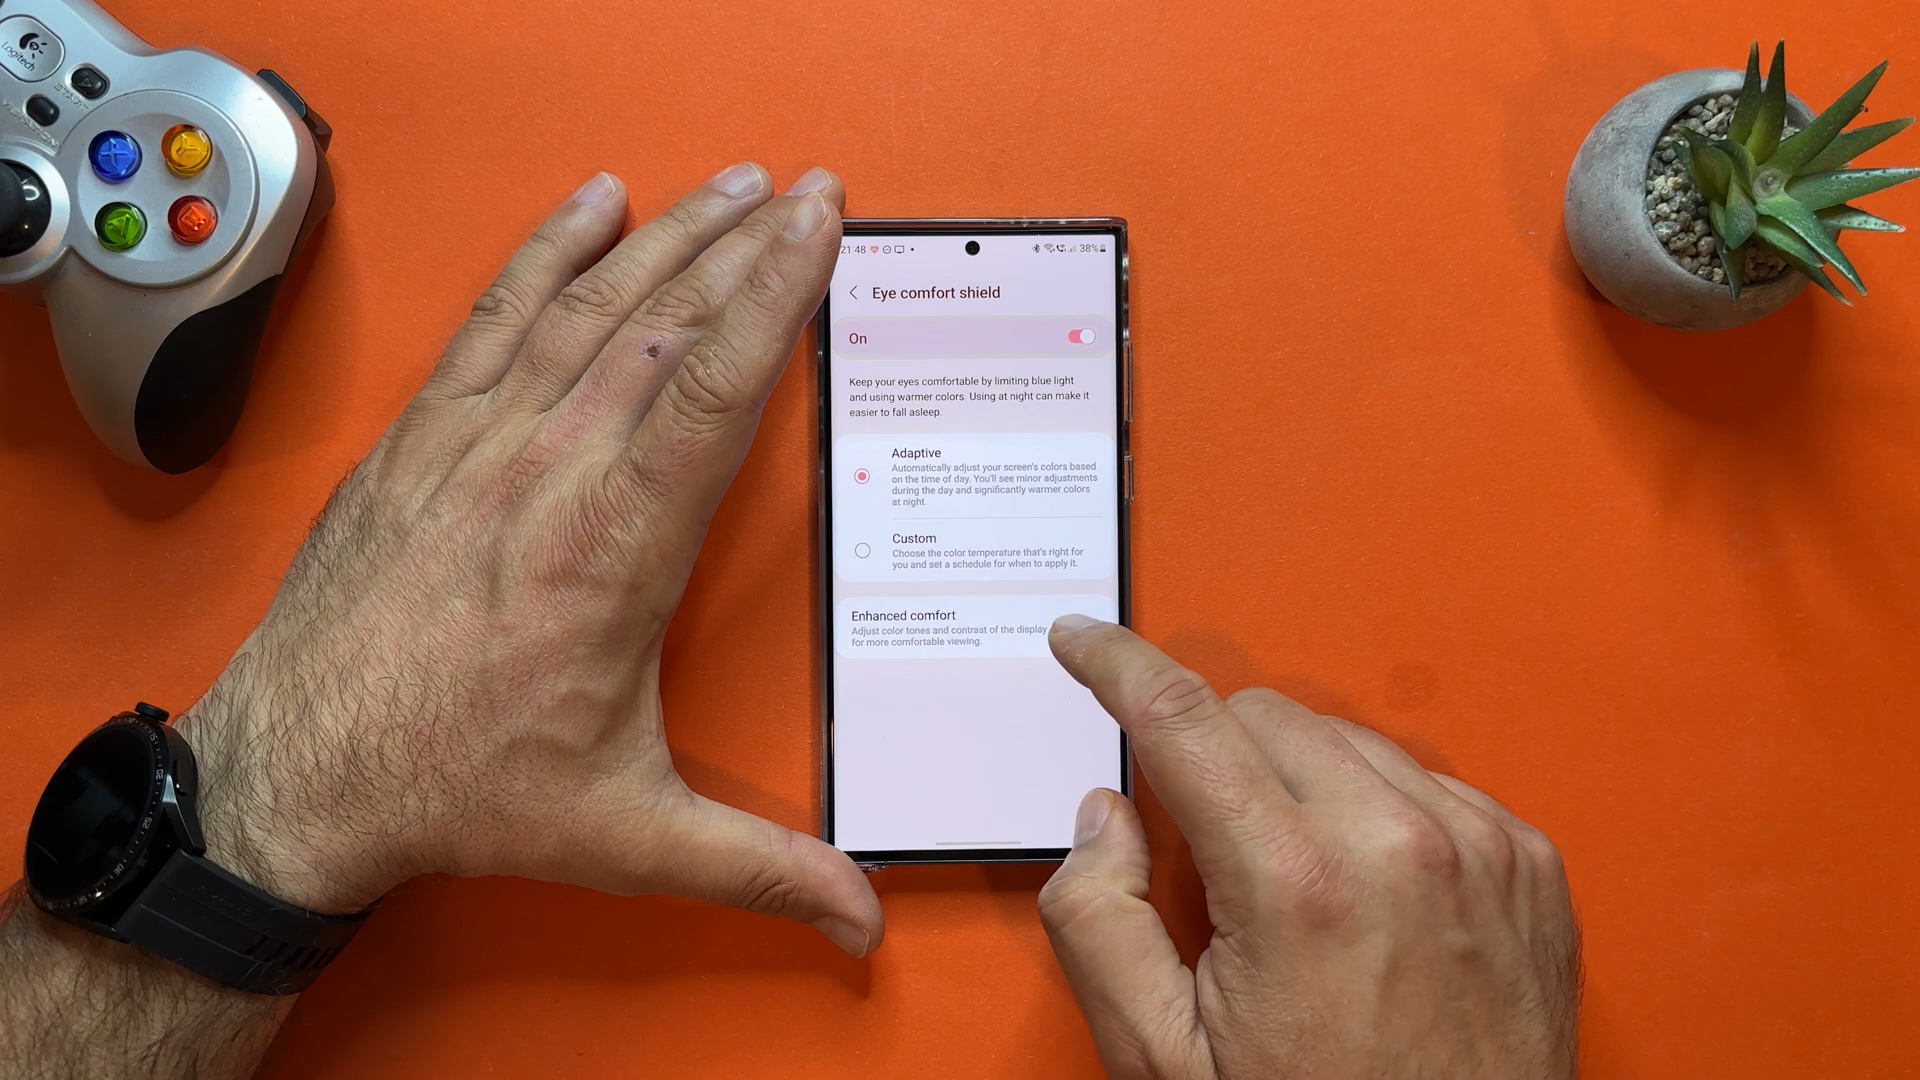 Logitech
START
VIBRATION
X
Y
21:48
38%
Eye comfort shield
On
Keep your eyes comfortable by limiting blue light
and using warmer colors. Using at night can make it
easier to fall asleep.
Adaptive
Automatically adjust your screen's colors based
on the time of day. You'll see minor adjustments
during the day and significantly warmer colors
at night.
Custom
Choose the color temperature that's right for
you and set a schedule for when to apply it.
Enhanced comfort
Adjust color tones and contrast of the display
for more comfortable viewing.